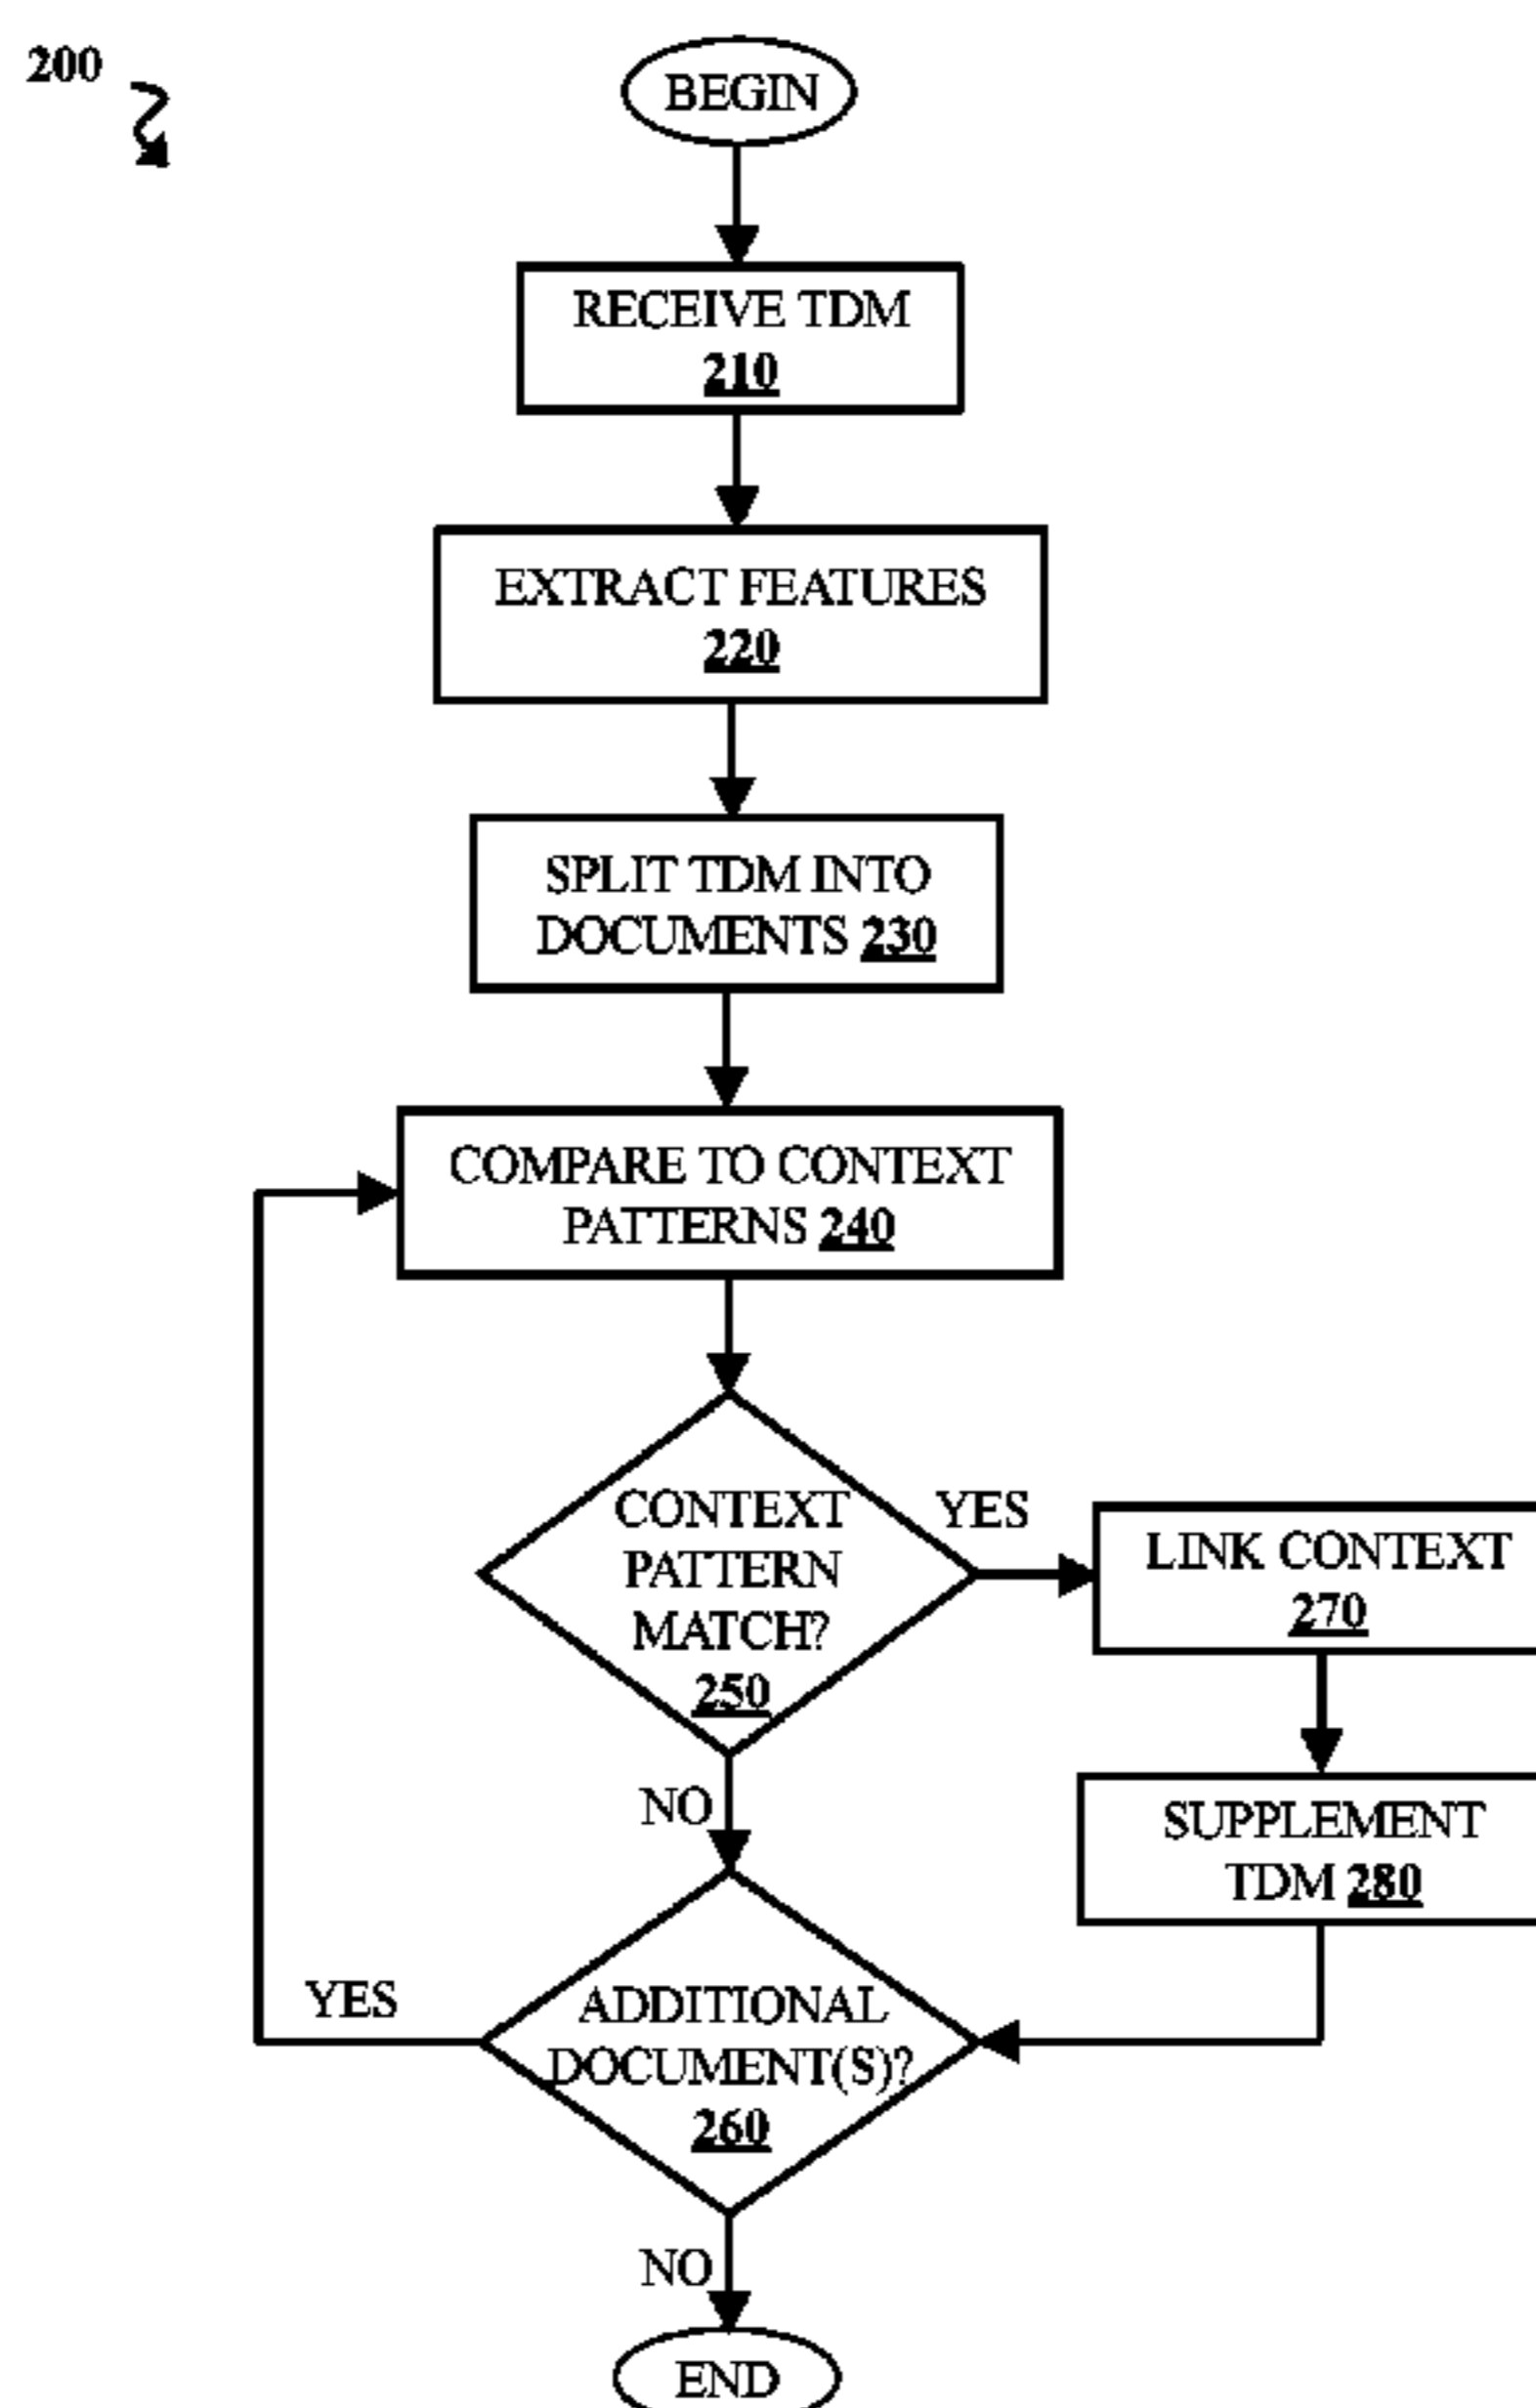 200
BEGIN
RECEIVE TDM
210
EXTRACT FEATURES
220
SPLIT TDM INTO
DOCUMENTS 230
COMPARE TO CONTEXT
PATTERNS 240
CONTEXT
PATTERN
MATCH?
250
YES
LINK CONTEXT
270
NO
SUPPLEMENT
TDM 280
YES
ADDITIONAL
DOCUMENT(S)?
260
NO
END